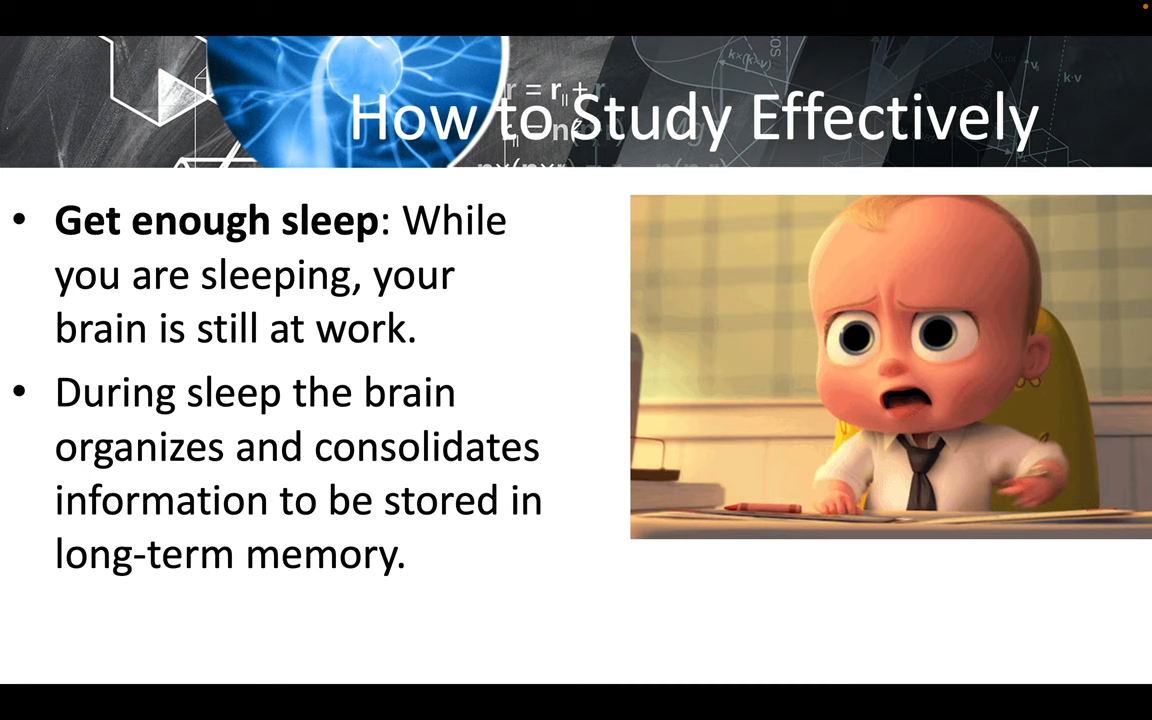 How to Study Effectively
• Get enough sleep: While
you are sleeping, your
brain is still at work.
• During sleep the brain
organizes and consolidates
information to be stored in
long-term memory.